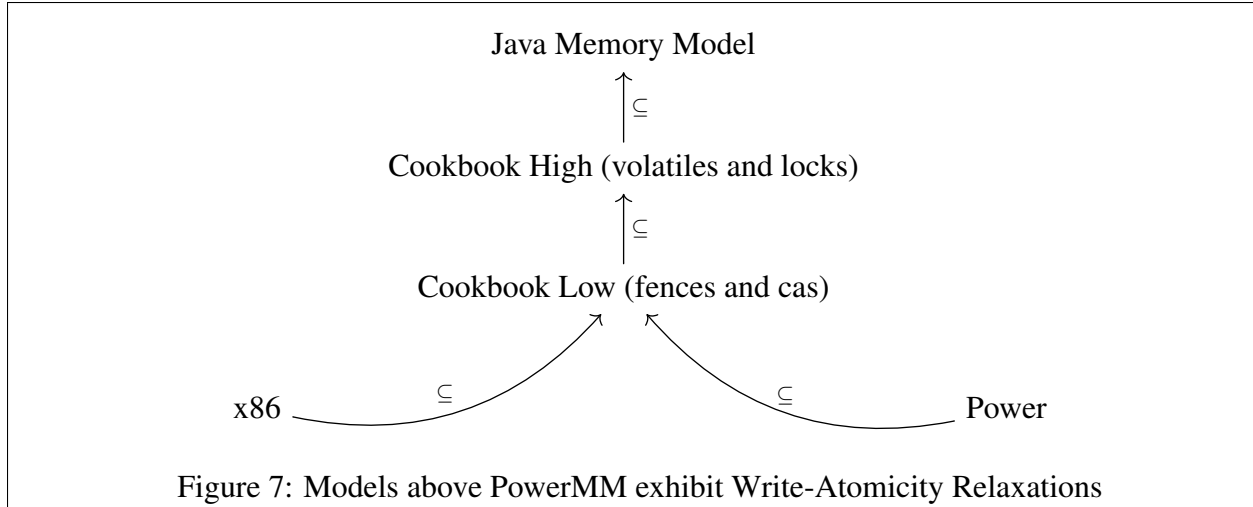 Java Memory Model
⊆
Cookbook High (volatiles and locks)
⊆
Cookbook Low (fences and cas)
⊆ ⊆
x86 Power
Figure 7: Models above PowerMM exhibit Write-Atomicity Relaxations